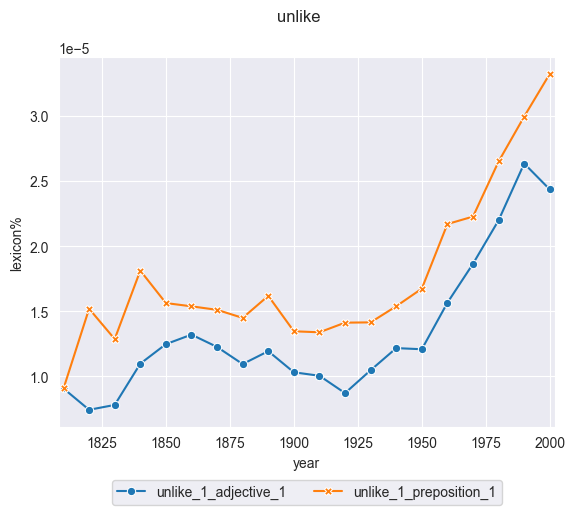 unlike
1e−5
3.0
2.5
2.0
1.5
1.0
lexicon%
1825 1850 1875 1900 1925 1950 1975 2000
year
unlike_1_adjective_1 unlike_1_preposition_1